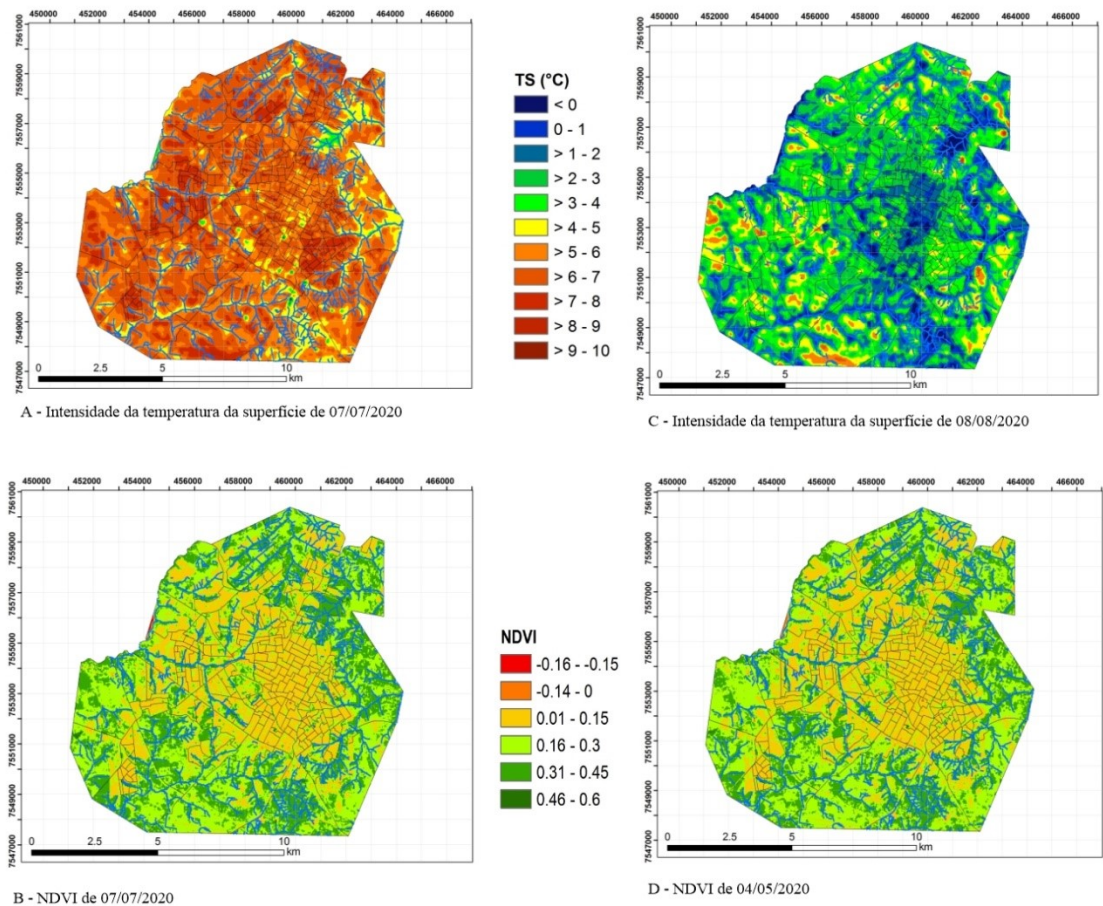 450000 452000 454000 456000 458000 460000 462000 464000 466000
7561000
7559000
7557000
7555000
7553000
7551000
7549000
7547000
0 2.5 5 10
km
A - Intensidade da temperatura da superfície de 07/07/2020
TS (°C)
< 0
0 - 1
> 1 - 2
> 2 - 3
> 3 - 4
> 4 - 5
> 5 - 6
> 6 - 7
> 7 - 8
> 8 - 9
> 9 - 10
450000 452000 454000 456000 458000 460000 462000 464000 466000
7561000
7559000
7557000
7555000
7553000
7551000
7549000
7547000
0 5 10
km
C - Intensidade da temperatura da superfície de 08/08/2020
450000 452000 454000 456000 458000 460000 462000 464000 466000
7561000
7559000
7557000
7555000
7553000
7551000
7549000
7547000
0 2.5 5 10
km
B - NDVI de 07/07/2020
NDVI
-0.16 - -0.15
-0.14 - 0
0.01 - 0.15
0.16 - 0.3
0.31 - 0.45
0.46 - 0.6
450000 452000 454000 456000 458000 460000 462000 464000 466000
7561000
7559000
7557000
7555000
7553000
7551000
7549000
7547000
0 2.5 5 10
km
D - NDVI de 04/05/2020